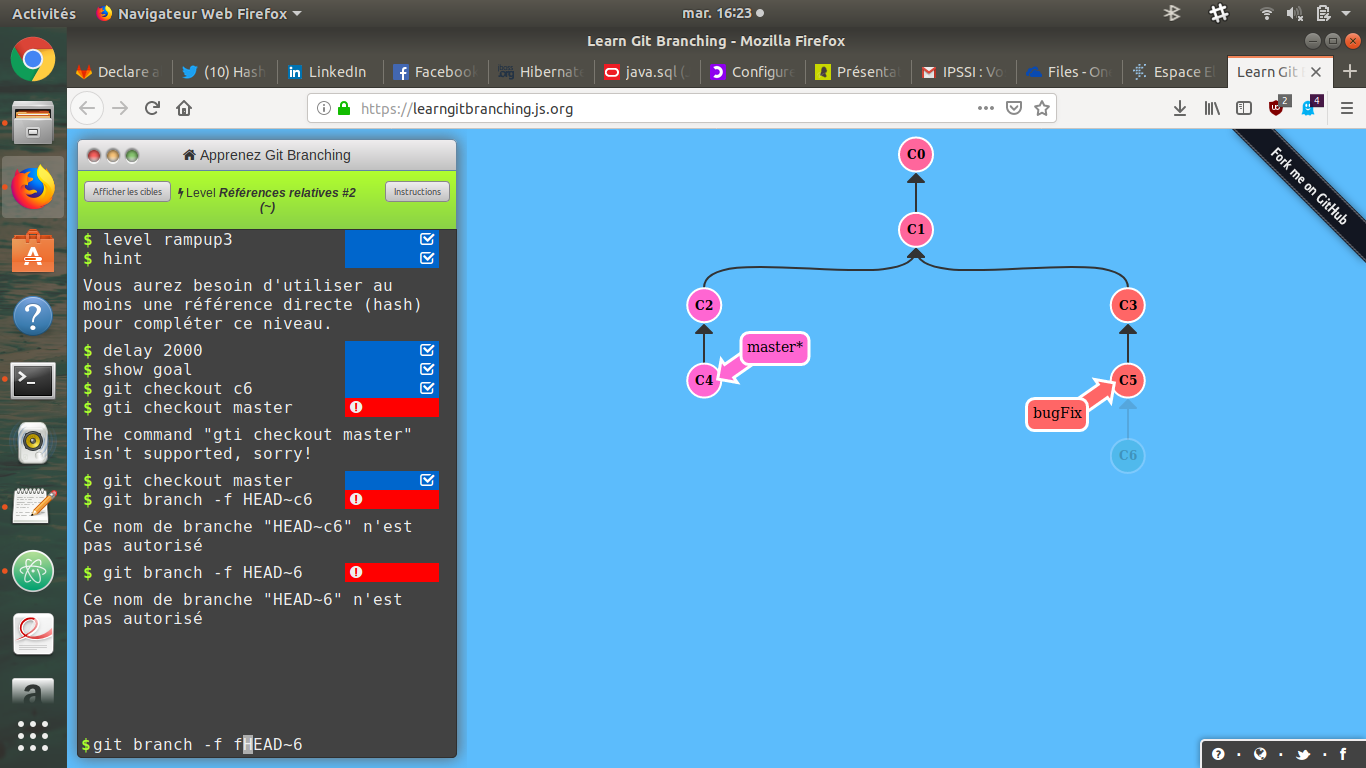 Activités
Navigateur Web Firefox
mar. 16:23
Learn Git Branching - Mozilla Firefox
Declare a
(10) Hash
LinkedIn
Facebook
Hibernate
java.sql (
Configure
Présenta
IPSSI : Vo
Files - On
Espace E
Learn Git
https://learngitbranching.js.org
2
4
Apprenez Git Branching
Afficher les cibles
Level Références relatives #2
(~)
Instructions
$ level rampup3
$ hint
Vous aurez besoin d'utiliser au
moins une référence directe (hash)
pour compléter ce niveau.
$ delay 2000
$ show goal
$ git checkout c6
$ gti checkout master
The command "gti checkout master"
isn't supported, sorry!
$ git checkout master
$ git branch -f HEAD~c6
Ce nom de branche "HEAD~c6" n'est
pas autorisé
$ git branch -f HEAD~6
Ce nom de branche "HEAD~6" n'est
pas autorisé
$git branch -f fHEAD~6
C0
C1
C2
C3
master*
C4
C5
bugFix
C6
Fork me on GitHub